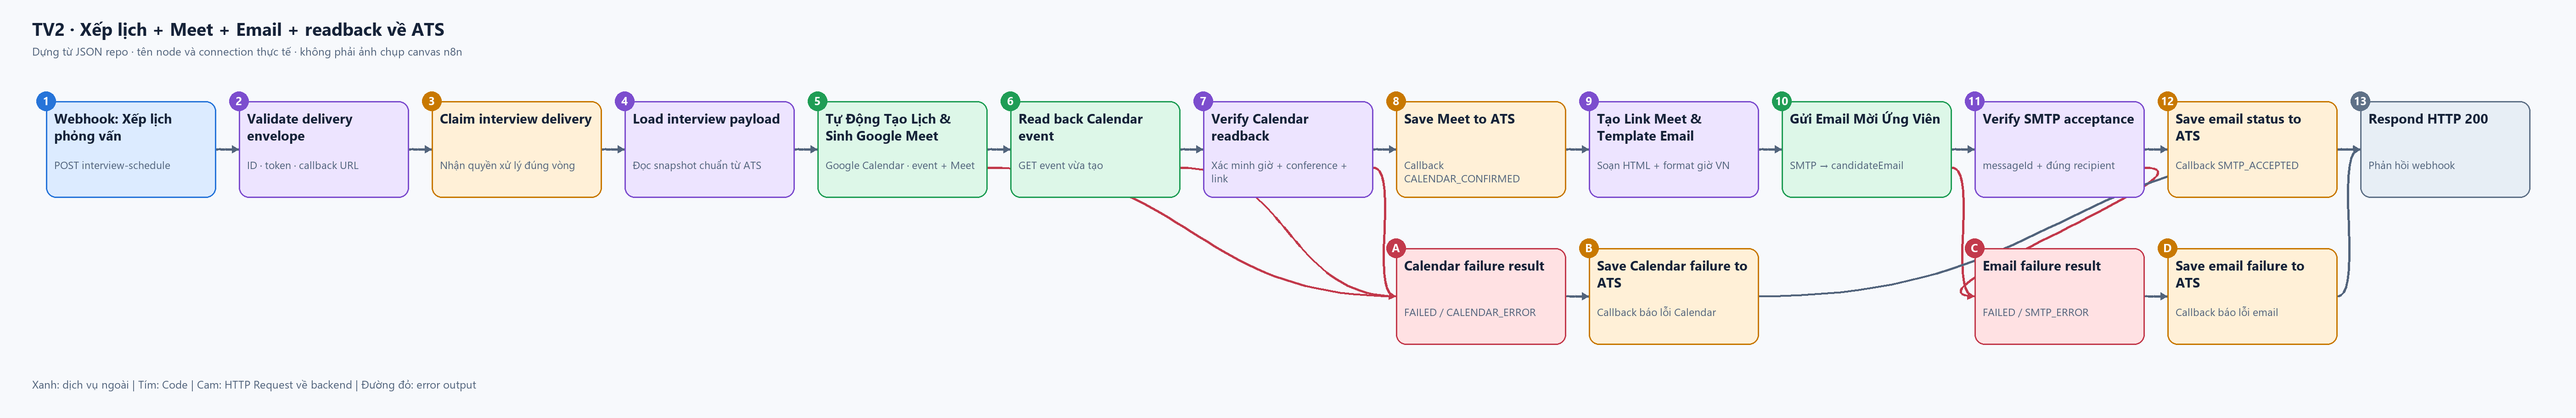 TV2 · Xếp lịch + Meet + Email + readback về ATS
Dựng từ JSON repo · tên node và connection thực tế · không phải ảnh chụp canvas n8n
1
Webhook: Xếp lịch
phỏng vấn
POST interview-schedule
2
Validate delivery
envelope
ID · token · callback URL
3
Claim interview delivery
Nhận quyền xử lý đúng vòng
4
Load interview payload
Đọc snapshot chuẩn từ ATS
5
Tự Động Tạo Lịch &
Sinh Google Meet
Google Calendar · event + Meet
6
Read back Calendar
event
GET event vừa tạo
7
Verify Calendar
readback
Xác minh giờ + conference +
link
8
Save Meet to ATS
Callback
CALENDAR_CONFIRMED
9
Tạo Link Meet &
Template Email
Soạn HTML + format giờ VN
10
Gửi Email Mời Ứng Viên
SMTP → candidateEmail
11
Verify SMTP acceptance
messageId + đúng recipient
12
Save email status to
ATS
Callback SMTP_ACCEPTED
13
Respond HTTP 200
Phản hồi webhook
A
Calendar failure result
FAILED / CALENDAR_ERROR
B
Save Calendar failure to
ATS
Callback báo lỗi Calendar
C
Email failure result
FAILED / SMTP_ERROR
D
Save email failure to
ATS
Callback báo lỗi email
Xanh: dịch vụ ngoài | Tím: Code | Cam: HTTP Request về backend | Đường đỏ: error output